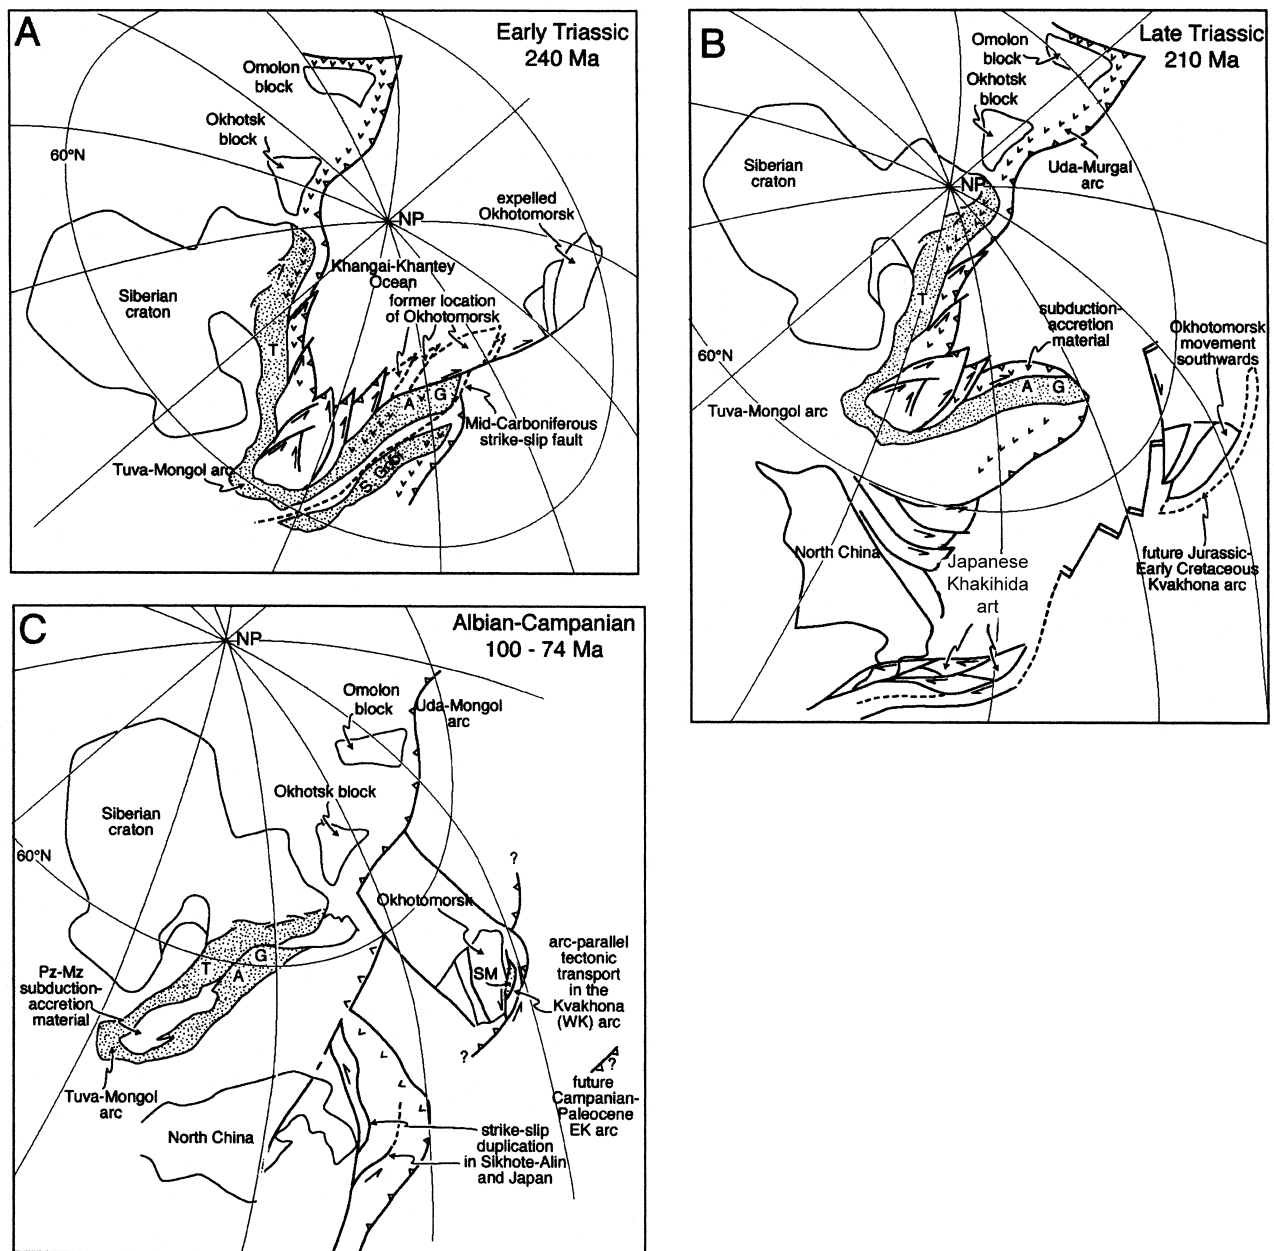 A
Early Triassic
240 Ma
Omolon
block
Okhotsk
block
60°N
NP
expelled
Okhotomorsk
Khangai-Khantey
Ocean
former location
of Okhotomorsk
Siberian
craton
T
A
G
Mid-Carboniferous
strike-slip fault
Tuva-Mongol arc
S. Gobi
B
Late Triassic
210 Ma
Omolon
block
Okhotsk
block
Siberian
craton
NP
Uda-Murgal
arc
T
subduction-
accretion
material
Okhotomorsk
movement
southwards
60°N
A
G
Tuva-Mongol arc
North China
Japanese
Khakihida
art
future Jurassic-
Early Cretaceous
Kvakhona arc
C
Albian-Campanian
100 - 74 Ma
NP
Omolon
block
Uda-Mongol
arc
Okhotsk block
Siberian
craton
60°N
?
Okhotomorsk
T
A
G
SM
arc-parallel
tectonic
transport
in the
Kvakhona
(WK) arc
Pz-Mz
subduction-
accretion
material
?
?
future
Campanian-
Paleocene
EK arc
Tuva-Mongol
arc
North China
strike-slip
duplication
in Sikhote-Alin
and Japan